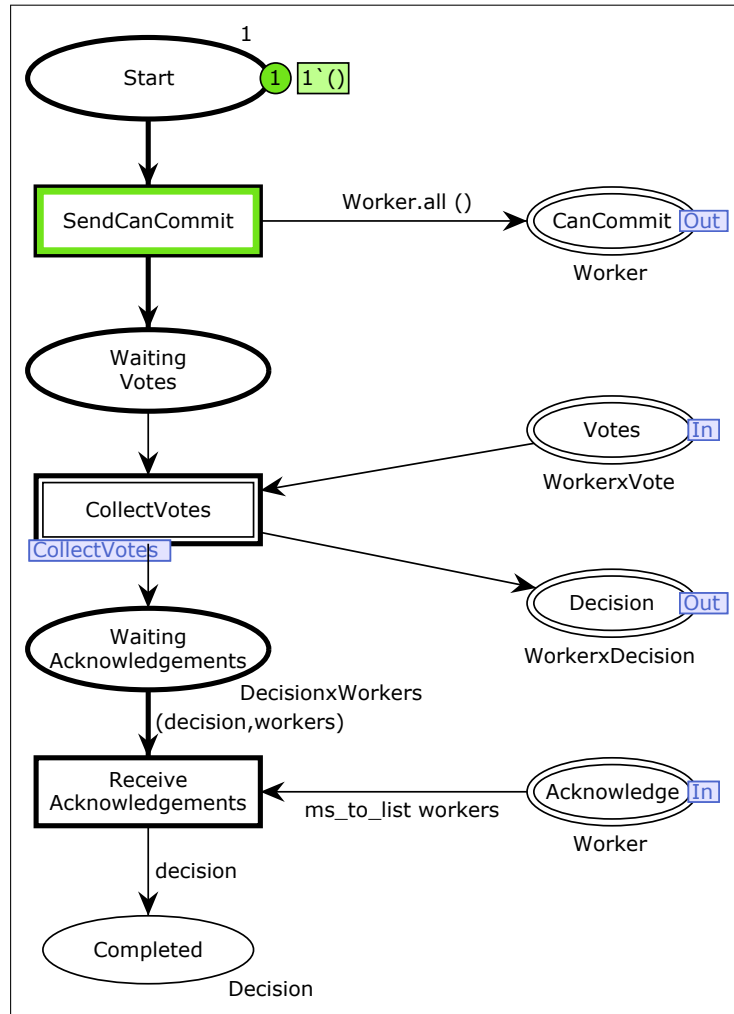 1
Start
1
1`()
SendCanCommit
Worker.all ()
CanCommit
Out
Worker
Waiting
Votes
Votes
In
WorkerxVote
CollectVotes
CollectVotes
Decision
Out
WorkerxDecision
Waiting
Acknowledgements
DecisionxWorkers
(decision,workers)
Receive
Acknowledgements
ms_to_list workers
Acknowledge
In
Worker
decision
Completed
Decision